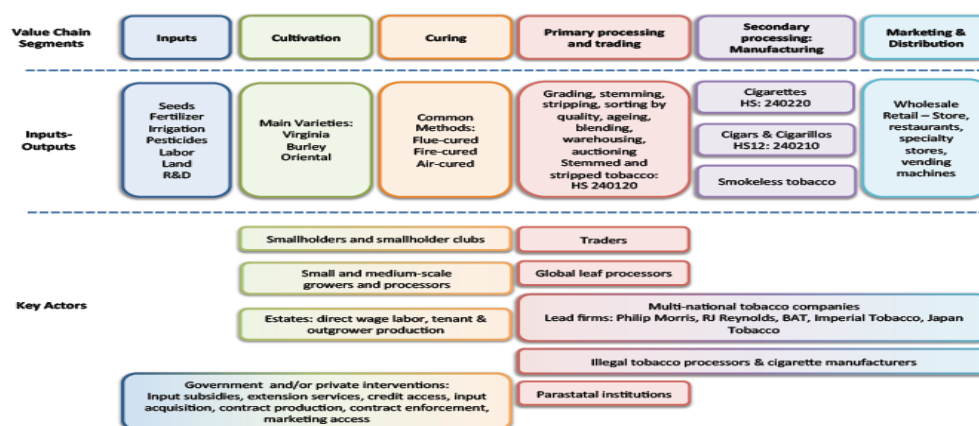 Value Chain
Segments
Inputs
Cultivation
Curing
Primary processing
and trading
Secondary
processing:
Manufacturing
Marketing &
Distribution
Inputs-
Outputs
Seeds
Fertilizer
Irrigation
Pesticides
Labor
Land
R&D
Main Varieties:
Virginia
Burley
Oriental
Common
Methods:
Flue-cured
Fire-cured
Air-cured
Grading, stemming,
stripping, sorting by
quality, ageing,
blending,
warehousing,
auctioning
Stemmed and
stripped tobacco:
HS 240120
Cigarettes
HS: 240220
Cigars & Cigarillos
HS12: 240210
Smokeless tobacco
Wholesale
Retail – Store,
restaurants,
specialty
stores,
vending
machines
Key Actors
Smallholders and smallholder clubs
Small and medium-scale
growers and processors
Estates: direct wage labor, tenant &
outgrower production
Government and/or private interventions:
Input subsidies, extension services, credit access, input
acquisition, contract production, contract enforcement,
marketing access
Traders
Global leaf processors
Multi-national tobacco companies
Lead firms: Philip Morris, RJ Reynolds, BAT, Imperial Tobacco, Japan
Tobacco
Illegal tobacco processors & cigarette manufacturers
Parastatal institutions